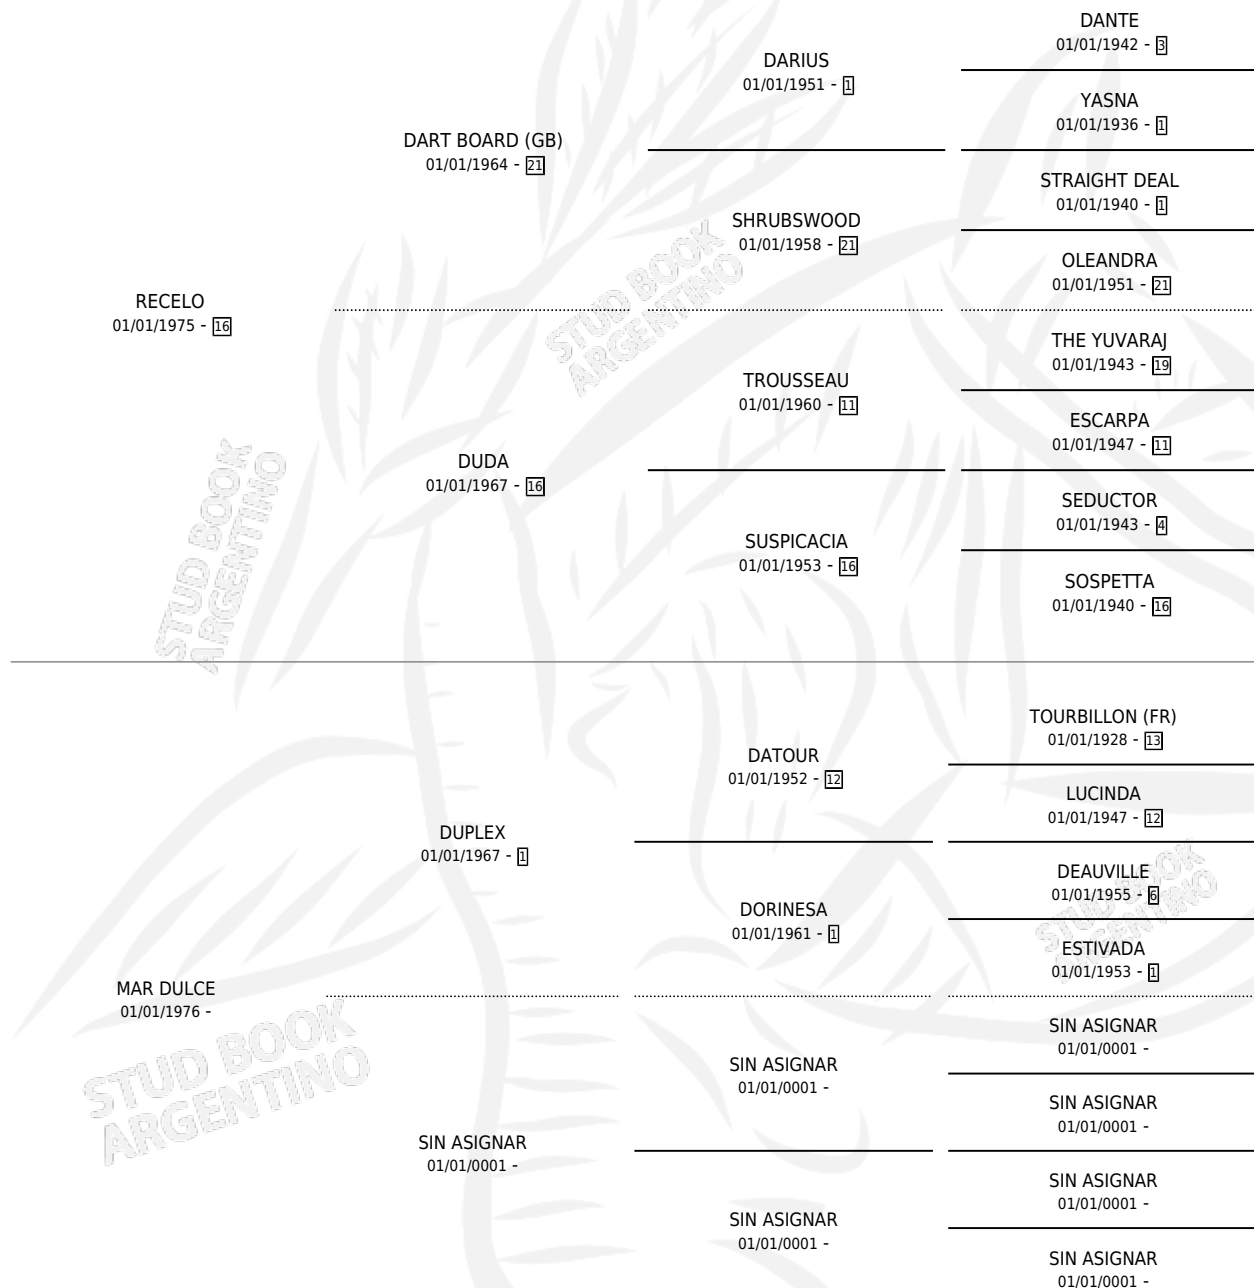 DANTE
01/01/1942 - 3
DARIUS
01/01/1951 - 1
YASNA
01/01/1936 - 1
DART BOARD (GB)
01/01/1964 - 21
STRAIGHT DEAL
01/01/1940 - 1
SHRUBSWOOD
01/01/1958 - 21
OLEANDRA
01/01/1951 - 21
RECELO
01/01/1975 - 16
THE YUVARAJ
01/01/1943 - 19
TROUSSEAU
01/01/1960 - 11
ESCARPA
01/01/1947 - 11
DUDA
01/01/1967 - 16
SEDUCTOR
01/01/1943 - 4
SUSPICACIA
01/01/1953 - 16
SOSPETTA
01/01/1940 - 16
STUD BOOK
ARGENTINO
STUD BOOK
ARGENTINO
TOURBILLON (FR)
01/01/1928 - 13
DATOUR
01/01/1952 - 12
LUCINDA
01/01/1947 - 12
DUPLEX
01/01/1967 - 1
DEAUVILLE
01/01/1955 - 6
DORINESA
01/01/1961 - 1
ESTIVADA
01/01/1953 - 1
STUD BOOK
ARGENTINO
MAR DULCE
01/01/1976 -
SIN ASIGNAR
01/01/0001 -
SIN ASIGNAR
01/01/0001 -
SIN ASIGNAR
01/01/0001 -
SIN ASIGNAR
01/01/0001 -
SIN ASIGNAR
01/01/0001 -
SIN ASIGNAR
01/01/0001 -
SIN ASIGNAR
01/01/0001 -
STUD BOOK
ARGENTINO